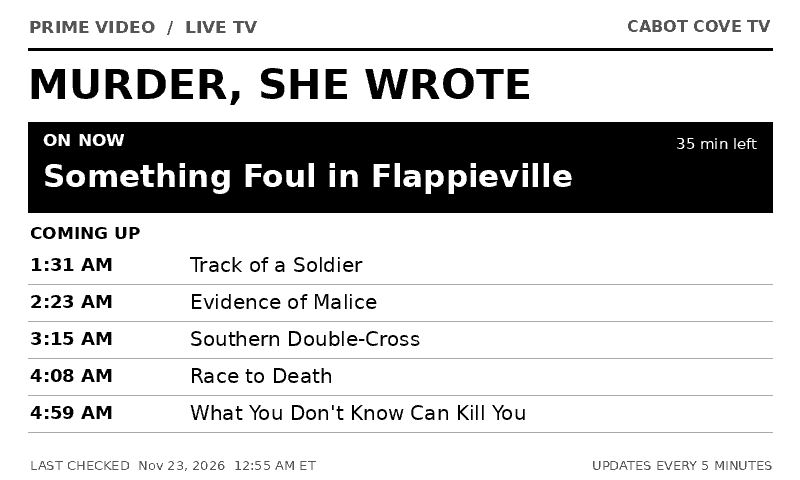 PRIME VIDEO / LIVE TV
CABOT COVE TV
MURDER, SHE WROTE
ON NOW
35 min left
Something Foul in Flappieville
COMING UP
1:31 AM Track of a Soldier
2:23 AM Evidence of Malice
3:15 AM Southern Double-Cross
4:08 AM Race to Death
4:59 AM What You Don't Know Can Kill You
LAST CHECKED Nov 23, 2026 12:55 AM ET
UPDATES EVERY 5 MINUTES